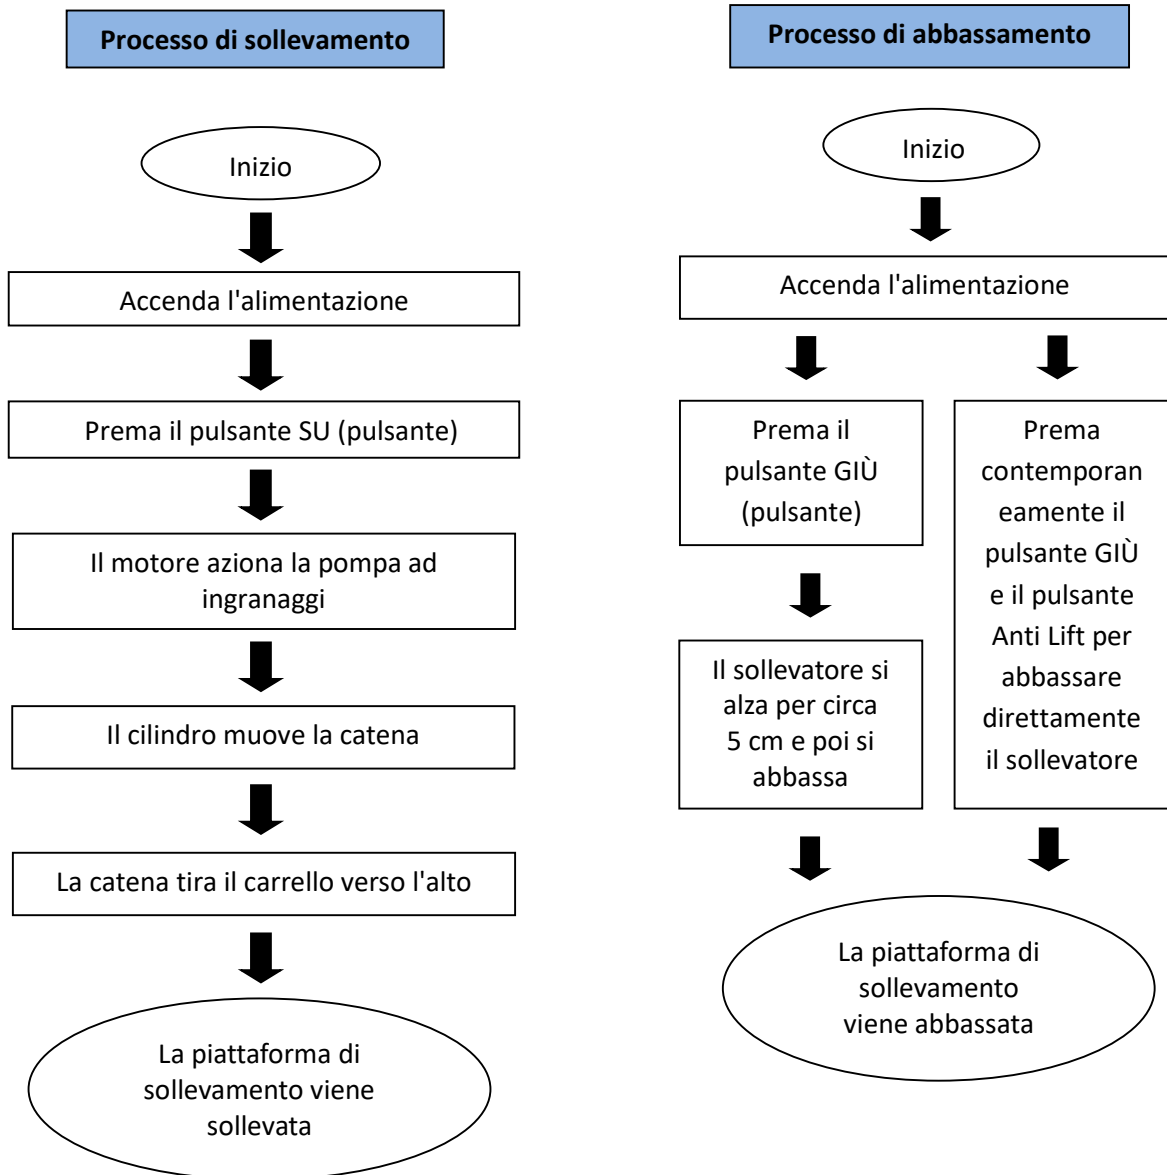 Processo di sollevamento
Inizio
Accenda l'alimentazione
Prema il pulsante SU (pulsante)
Il motore aziona la pompa ad
ingranaggi
Il cilindro muove la catena
La catena tira il carrello verso l'alto
La piattaforma di
sollevamento viene
sollevata
Processo di abbassamento
Inizio
Accenda l'alimentazione
Prema il
pulsante GIÙ
(pulsante)
Il sollevatore si
alza per circa
5 cm e poi si
abbassa
Prema
contemporan
eamente il
pulsante GIÙ
e il pulsante
Anti Lift per
abbassare
direttamente
il sollevatore
La piattaforma di
sollevamento
viene abbassata